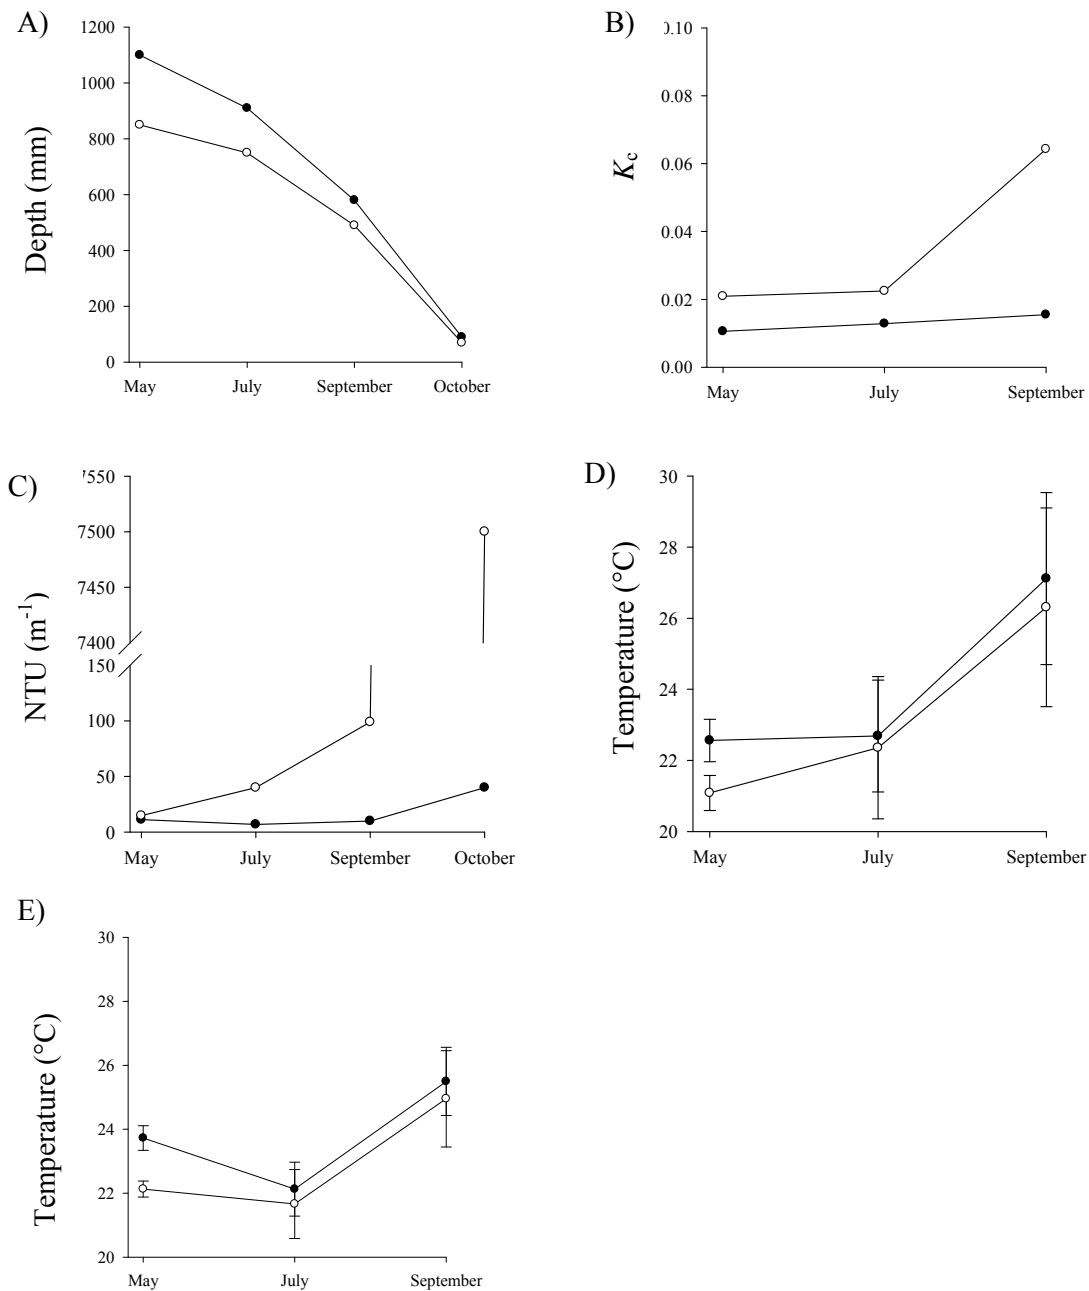 A)
1200
1000
800
600
400
200
0
Depth (mm)
May July September October
B)
0.10
0.08
0.06
0.04
0.02
0.00
Kc
May July September
C)
7550
7500
7450
7400
150
100
50
0
NTU (m-1)
May July September October
D)
30
28
26
24
22
20
Temperature (°C)
May July September
E)
30
28
26
24
22
20
Temperature (°C)
May July September